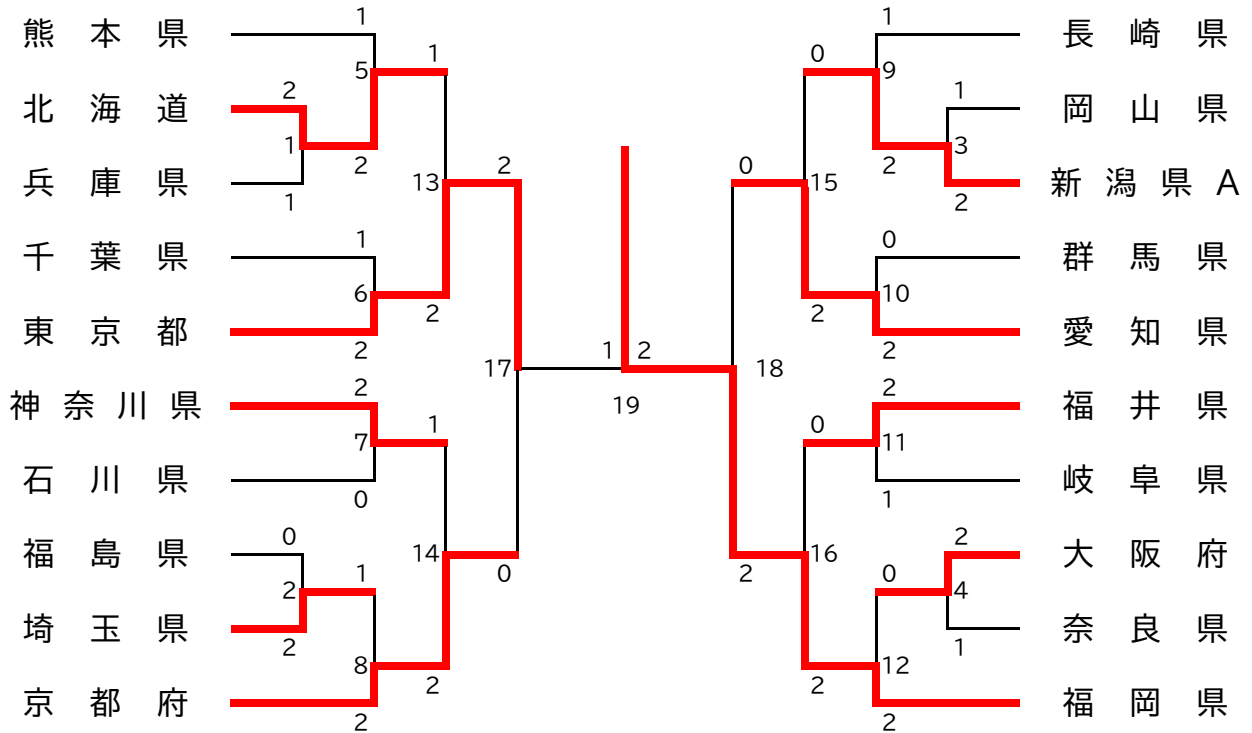 熊本県 1 1 長崎県
1 0
5 9
北海道 2 1 岡山県
1 2 2 3
兵庫県 1 13 2 0 15 2 新潟県A
千葉県 1 0 群馬県
6 10
2 2
東京都 2 2 愛知県
17 1 2 18
19
神奈川県 2 2 福井県
1 0
7 11
石川県 0 1 岐阜県
福島県 0 14 0 2 16 2 大阪府
2 1 0 4
埼玉県 2 1 奈良県
8 12
2 2
京都府 2 2 福岡県